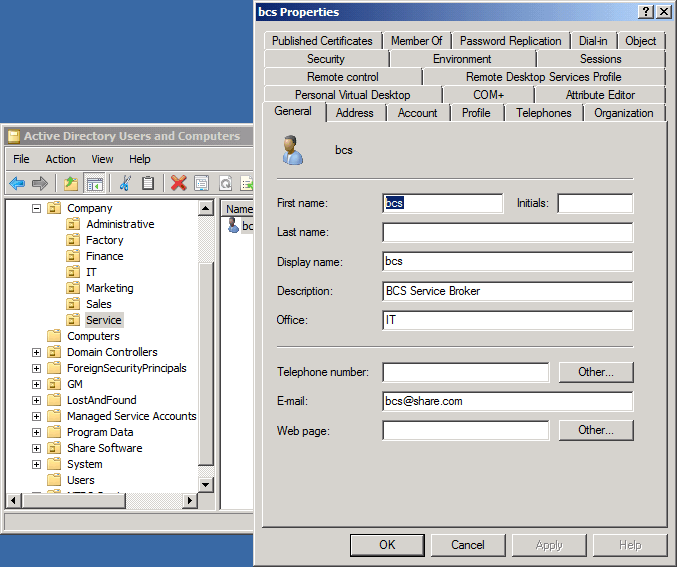 bcs Properties
Published Certificates Member Of Password Replication Dial-in Object
Security Environment Sessions
Remote control Remote Desktop Services Profile
Personal Virtual Desktop COM+ Attribute Editor
General Address Account Profile Telephones Organization
bcs
First name: bcs Initials:
Last name:
Display name: bcs
Description: BCS Service Broker
Office: IT
Telephone number: Other...
E-mail: bcs@share.com
Web page: Other...
OK Cancel Apply Help
Active Directory Users and Computers
File Action View Help
Company
Administrative
Factory
Finance
IT
Marketing
Sales
Service
Computers
Domain Controllers
ForeignSecurityPrincipals
GM
LostAndFound
Managed Service Accounts
Program Data
Share Software
System
Users
Name